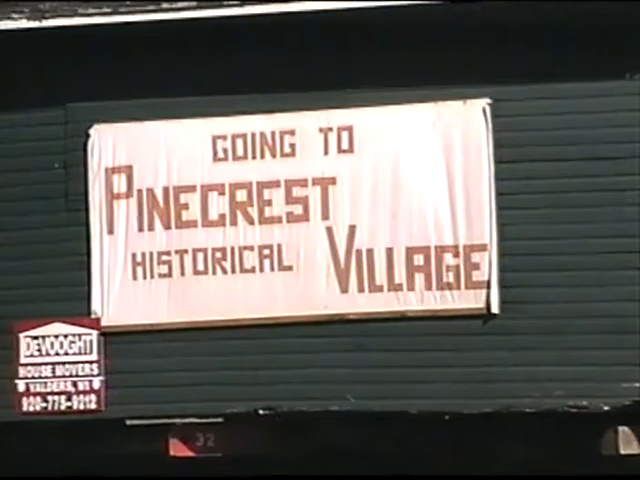 GOING TO
PINECREST
HISTORICAL VILLAGE
DEVOOGHT
HOUSE MOVERS
VALDERS, WI
920-775-9212
32